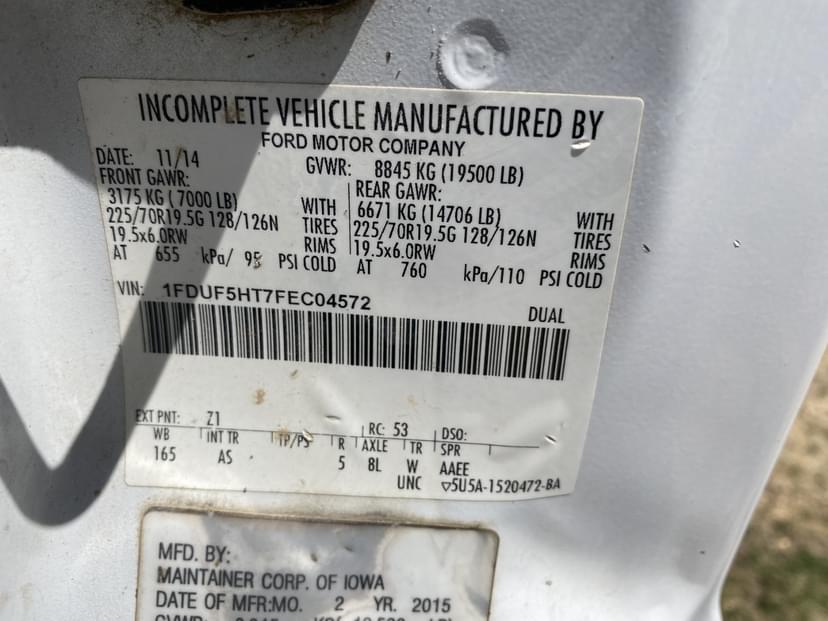 INCOMPLETE VEHICLE MANUFACTURED BY
FORD MOTOR COMPANY
DATE: 11/14 GVWR: 8845 KG (19500 LB)
FRONT GAWR: REAR GAWR:
3175 KG ( 7000 LB) WITH 6671 KG (14706 LB) WITH
225/70R19.5G 128/126N TIRES 225/70R19.5G 128/126N TIRES
19.5x6.0RW RIMS 19.5x6.0RW RIMS
AT 655 kPa/ 95 PSI COLD AT 760 kPa/110 PSI COLD
VIN: 1FDUF5HT7FEC04572 DUAL
EXT PNT: Z1 RC: 53 DSO:
WB INT TR TP/PS R AXLE TR SPR
165 AS 5 8L W AAEE
UNC ▽5U5A-1520472-BA
MFD. BY:
MAINTAINER CORP. OF IOWA
DATE OF MFR:MO. 2 YR. 2015
GVWR: